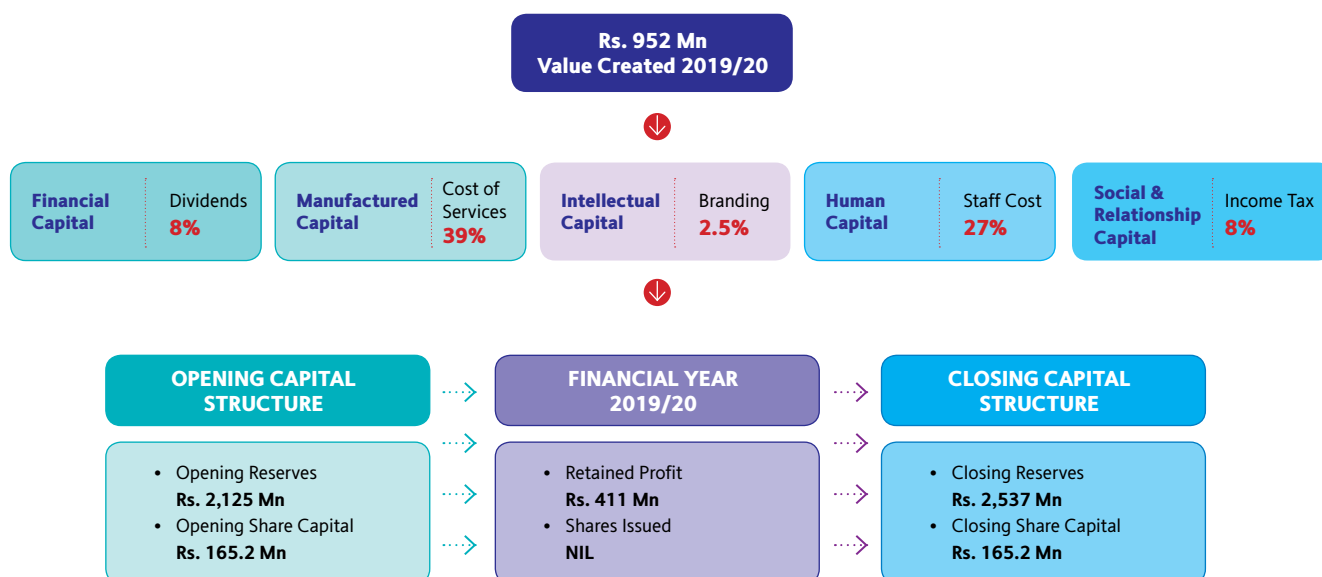 Rs. 952 Mn
Value Created 2019/20
Financial
Capital
Dividends
8%
Manufactured
Capital
Cost of
Services
39%
Intellectual
Capital
Branding
2.5%
Human
Capital
Staff Cost
27%
Social &
Relationship
Capital
Income Tax
8%
OPENING CAPITAL
STRUCTURE
• Opening Reserves
Rs. 2,125 Mn
• Opening Share Capital
Rs. 165.2 Mn
FINANCIAL YEAR
2019/20
• Retained Profit
Rs. 411 Mn
• Shares Issued
NIL
CLOSING CAPITAL
STRUCTURE
• Closing Reserves
Rs. 2,537 Mn
• Closing Share Capital
Rs. 165.2 Mn